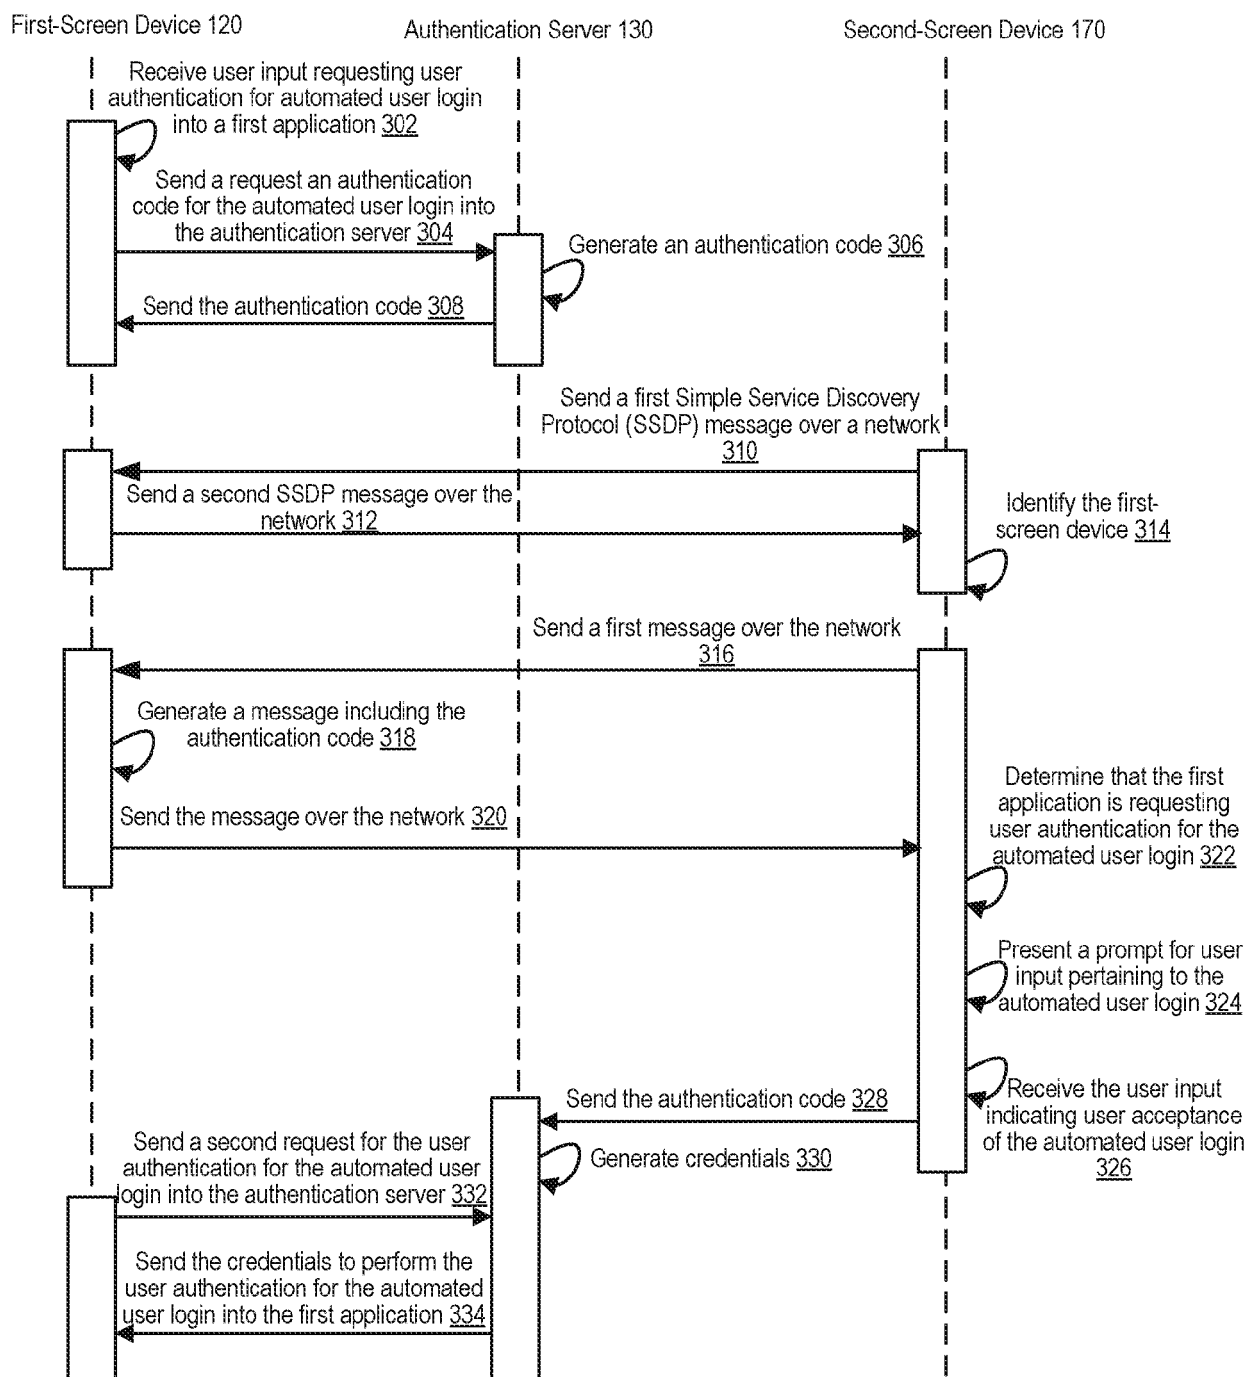 First-Screen Device 120
Authentication Server 130
Second-Screen Device 170
Receive user input requesting user
authentication for automated user login
into a first application 302
Send a request an authentication
code for the automated user login into
the authentication server 304
Generate an authentication code 306
Send the authentication code 308
Send a first Simple Service Discovery
Protocol (SSDP) message over a network
310
Send a second SSDP message over the
network 312
Identify the first-
screen device 314
Send a first message over the network
316
Generate a message including the
authentication code 318
Send the message over the network 320
Determine that the first
application is requesting
user authentication for the
automated user login 322
Present a prompt for user
input pertaining to the
automated user login 324
Receive the user input
indicating user acceptance
of the automated user login
326
Send the authentication code 328
Generate credentials 330
Send a second request for the user
authentication for the automated user
login into the authentication server 332
Send the credentials to perform the
user authentication for the automated
user login into the first application 334